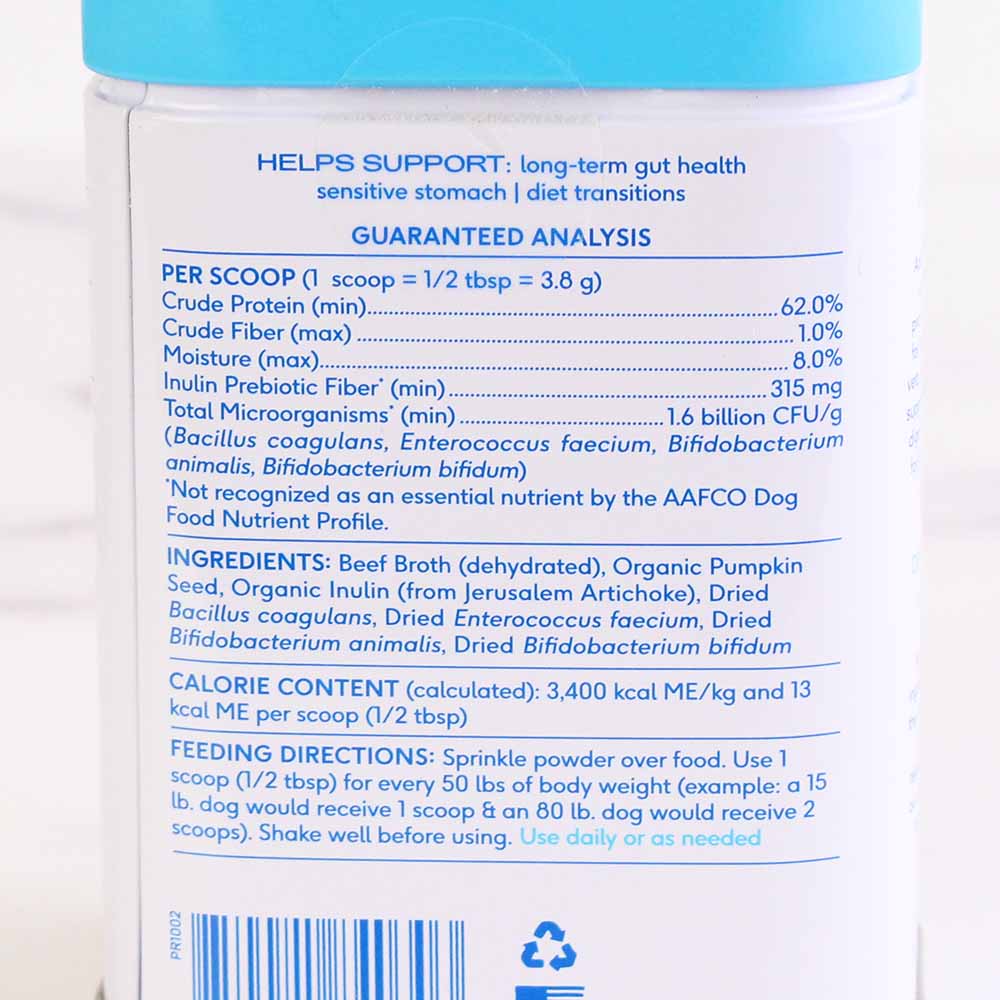 HELPS SUPPORT: long-term gut health
sensitive stomach | diet transitions
GUARANTEED ANALYSIS
PER SCOOP (1 scoop = 1/2 tbsp = 3.8 g)
Crude Protein (min)..........62.0%
Crude Fiber (max)..........1.0%
Moisture (max)..........8.0%
Inulin Prebiotic Fiber* (min)..........315 mg
Total Microorganisms* (min)..........1.6 billion CFU/g
(Bacillus coagulans, Enterococcus faecium, Bifidobacterium
animalis, Bifidobacterium bifidum)
*Not recognized as an essential nutrient by the AAFCO Dog
Food Nutrient Profile.
INGREDIENTS: Beef Broth (dehydrated), Organic Pumpkin
Seed, Organic Inulin (from Jerusalem Artichoke), Dried
Bacillus coagulans, Dried Enterococcus faecium, Dried
Bifidobacterium animalis, Dried Bifidobacterium bifidum
CALORIE CONTENT (calculated): 3,400 kcal ME/kg and 13
kcal ME per scoop (1/2 tbsp)
FEEDING DIRECTIONS: Sprinkle powder over food. Use 1
scoop (1/2 tbsp) for every 50 lbs of body weight (example: a 15
lb. dog would receive 1 scoop & an 80 lb. dog would receive 2
scoops). Shake well before using. Use daily or as needed
PR1002